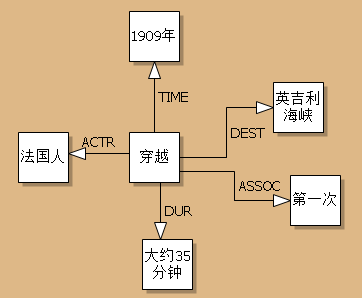 1909年
TIME
英吉利
海峡
DEST
法国人
ACTR
穿越
ASSOC
第一次
DUR
大约35
分钟